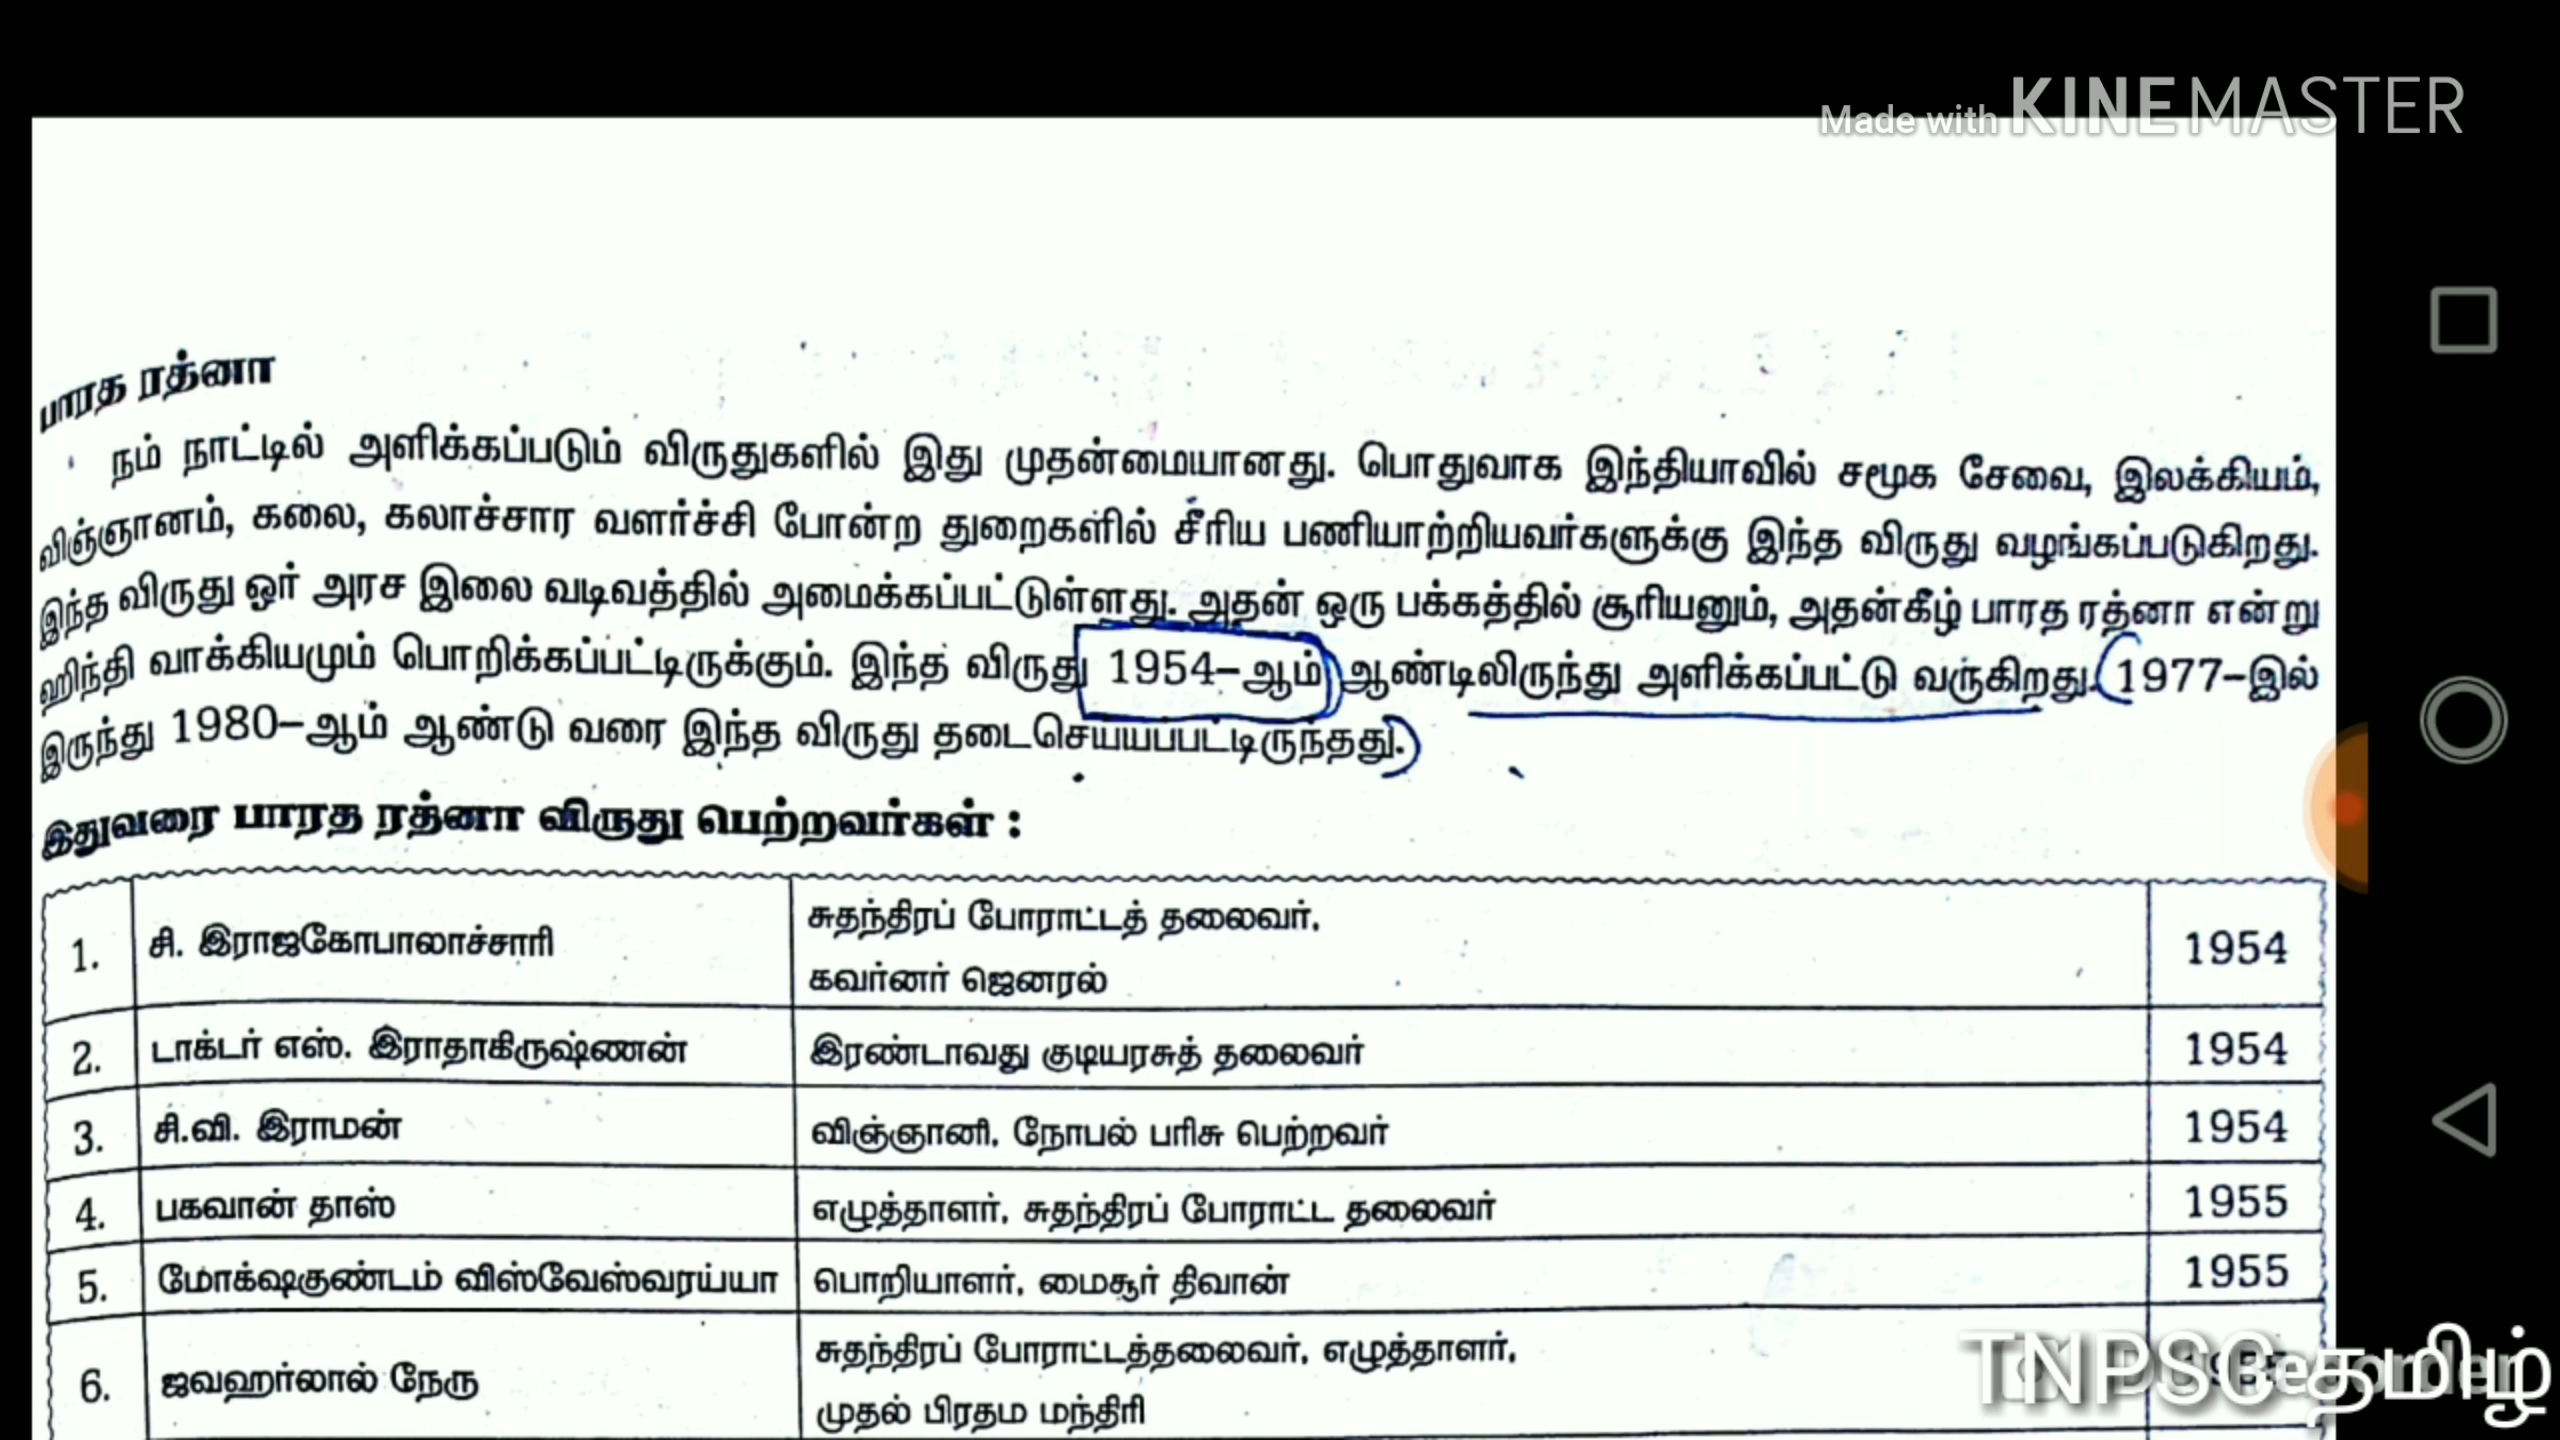 Made with KINEMASTER
பாரத ரத்னா
நம் நாட்டில் அளிக்கப்படும் விருதுகளில் இது முதன்மையானது. பொதுவாக இந்தியாவில் சமூக சேவை, இலக்கியம்,
விஞ்ஞானம், கலை, கலாச்சார வளர்ச்சி போன்ற துறைகளில் சீரிய பணியாற்றியவர்களுக்கு இந்த விருது வழங்கப்படுகிறது.
இந்த விருது ஓர் அரச இலை வடிவத்தில் அமைக்கப்பட்டுள்ளது. அதன் ஒரு பக்கத்தில் சூரியனும், அதன்கீழ் பாரத ரத்னா என்று
ஹிந்தி வாக்கியமும் பொறிக்கப்பட்டிருக்கும். இந்த விருது 1954-ஆம் ஆண்டிலிருந்து அளிக்கப்பட்டு வருகிறது. 1977-இல்
இருந்து 1980-ஆம் ஆண்டு வரை இந்த விருது தடைசெய்யப்பட்டிருந்தது.
இதுவரை பாரத ரத்னா விருது பெற்றவர்கள் :
1. சி. இராஜகோபாலாச்சாரி சுதந்திரப் போராட்டத் தலைவர், 1954
கவர்னர் ஜெனரல்
2. டாக்டர் எஸ். இராதாகிருஷ்ணன் இரண்டாவது குடியரசுத் தலைவர் 1954
3. சி.வி. இராமன் விஞ்ஞானி, நோபல் பரிசு பெற்றவர் 1954
4. பகவான் தாஸ் எழுத்தாளர், சுதந்திரப் போராட்ட தலைவர் 1955
5. மோக்ஷகுண்டம் விஸ்வேஸ்வரய்யா பொறியாளர், மைசூர் திவான் 1955
6. ஜவஹர்லால் நேரு சுதந்திரப் போராட்டத்தலைவர், எழுத்தாளர்,
முதல் பிரதம மந்திரி
TNPSC தமிழ்